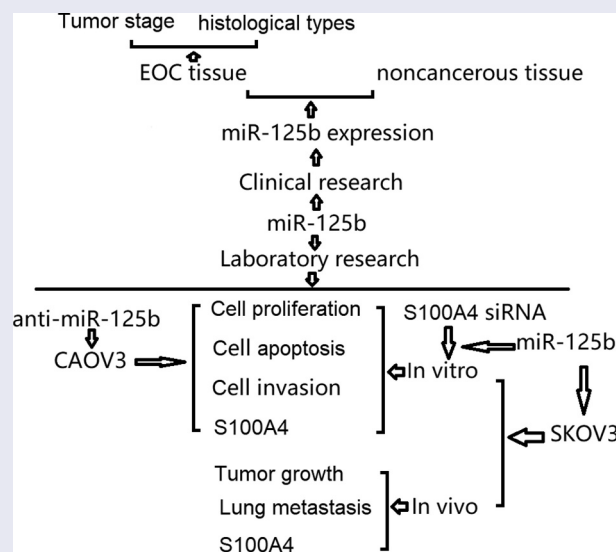 Tumor stage histological types
EOC tissue noncancerous tissue
miR-125b expression
Clinical research
miR-125b
Laboratory research
anti-miR-125b Cell proliferation S100A4 siRNA
CAOV3 Cell apoptosis miR-125b
Cell invasion In vitro
S100A4 SKOV3
Tumor growth
Lung metastasis In vivo
S100A4